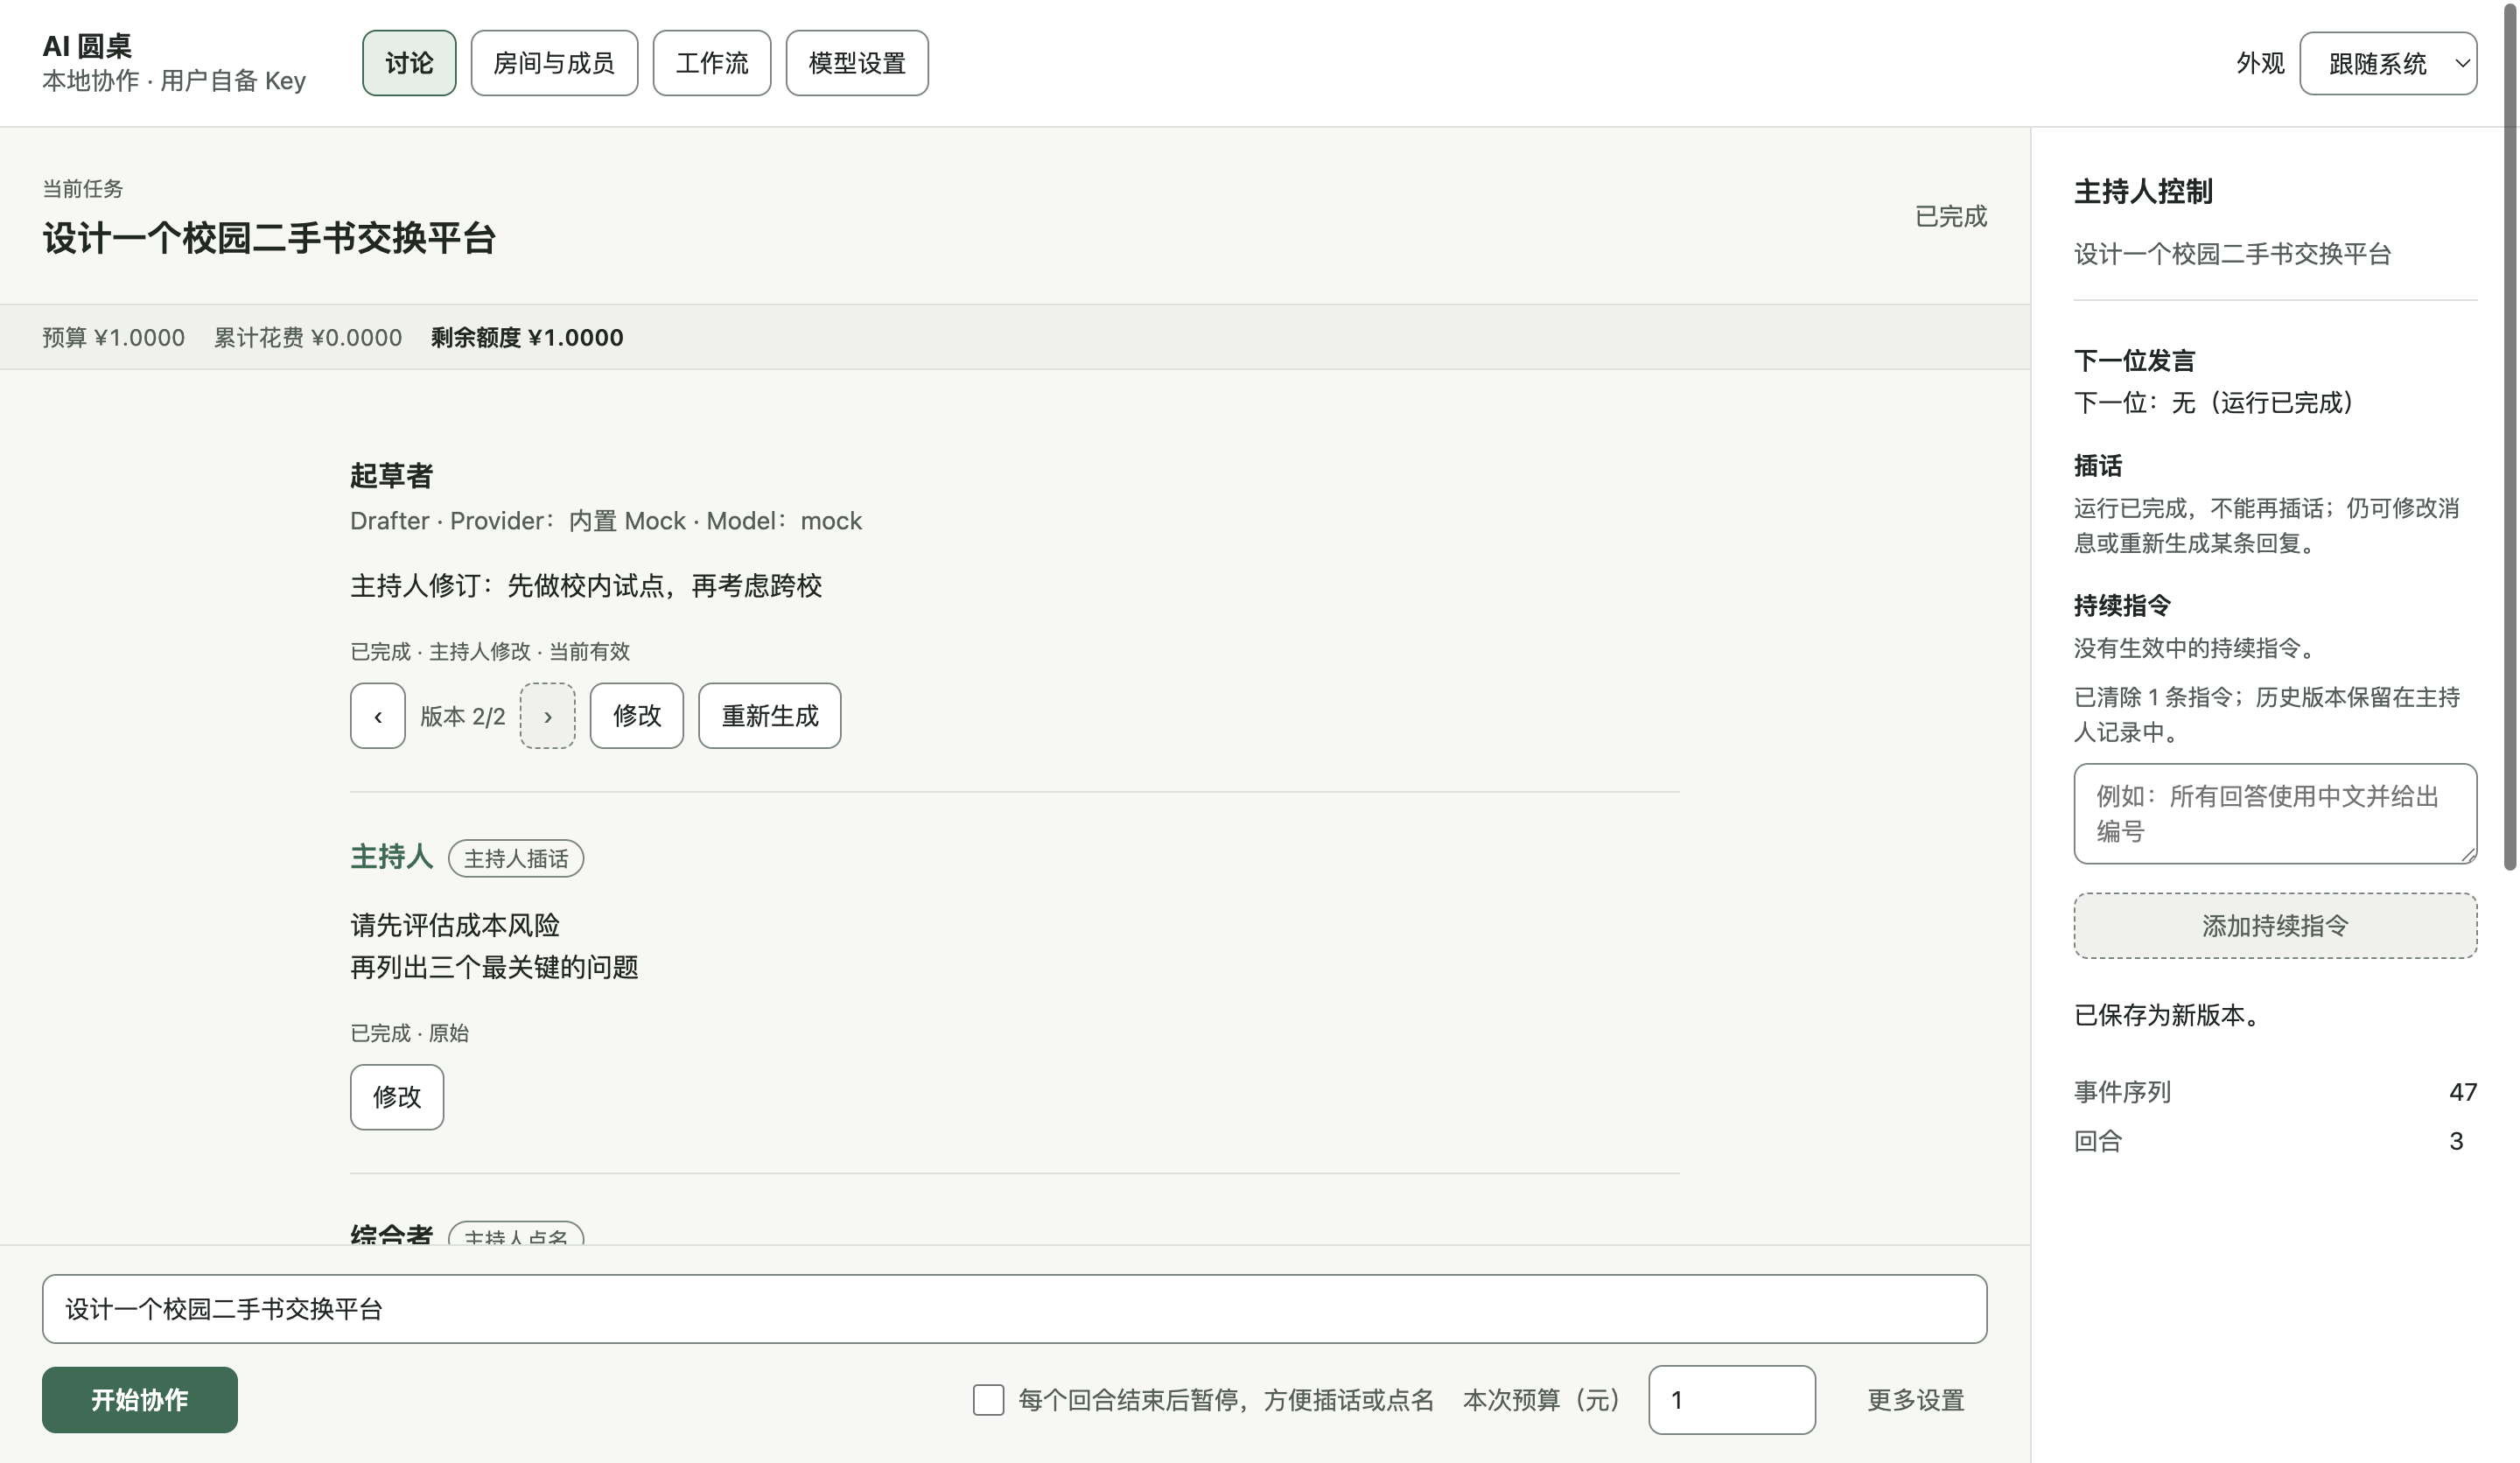 AI 圆桌
本地协作 · 用户自备 Key
讨论
房间与成员
工作流
模型设置
外观
跟随系统
当前任务
设计一个校园二手书交换平台
已完成
预算 ¥1.0000 累计花费 ¥0.0000 剩余额度 ¥1.0000
起草者
Drafter · Provider：内置 Mock · Model：mock
主持人修订：先做校内试点，再考虑跨校
已完成 · 主持人修改 · 当前有效
‹ 版本 2/2 › 修改 重新生成
主持人 主持人插话
请先评估成本风险
再列出三个最关键的问题
已完成 · 原始
修改
综合者 主持人点名
设计一个校园二手书交换平台
开始协作
每个回合结束后暂停，方便插话或点名
本次预算（元） 1
更多设置
主持人控制
设计一个校园二手书交换平台
下一位发言
下一位：无（运行已完成）
插话
运行已完成，不能再插话；仍可修改消
息或重新生成某条回复。
持续指令
没有生效中的持续指令。
已清除 1 条指令；历史版本保留在主持
人记录中。
例如：所有回答使用中文并给出
编号
添加持续指令
已保存为新版本。
事件序列 47
回合 3